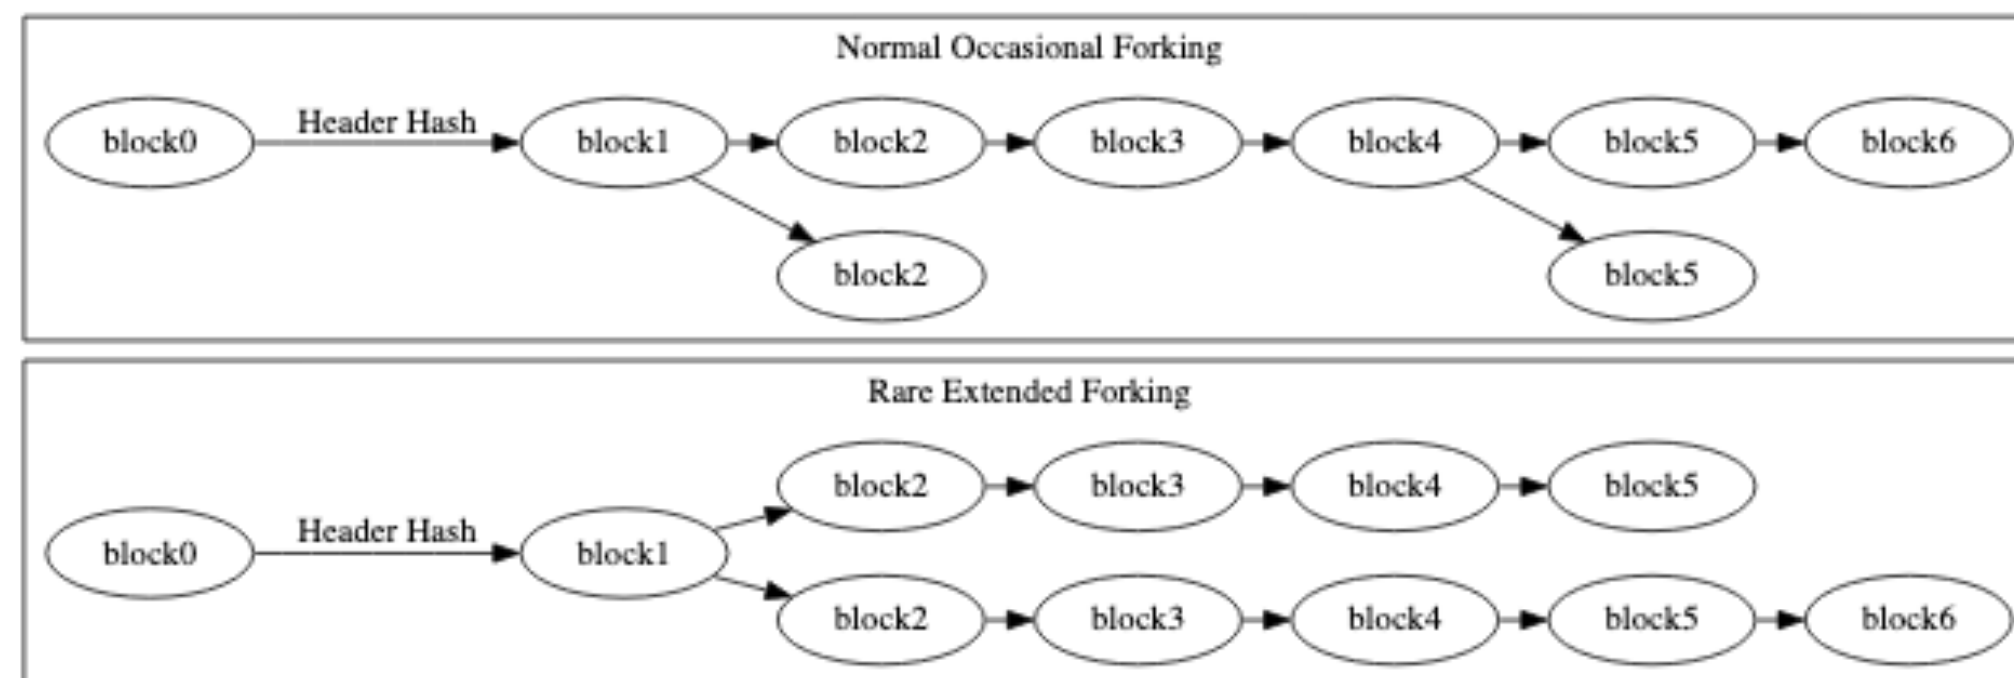 Normal Occasional Forking
block0 Header Hash block1 block2 block3 block4 block5 block6
block2 block5
Rare Extended Forking
block2 block3 block4 block5
block0 Header Hash block1
block2 block3 block4 block5 block6